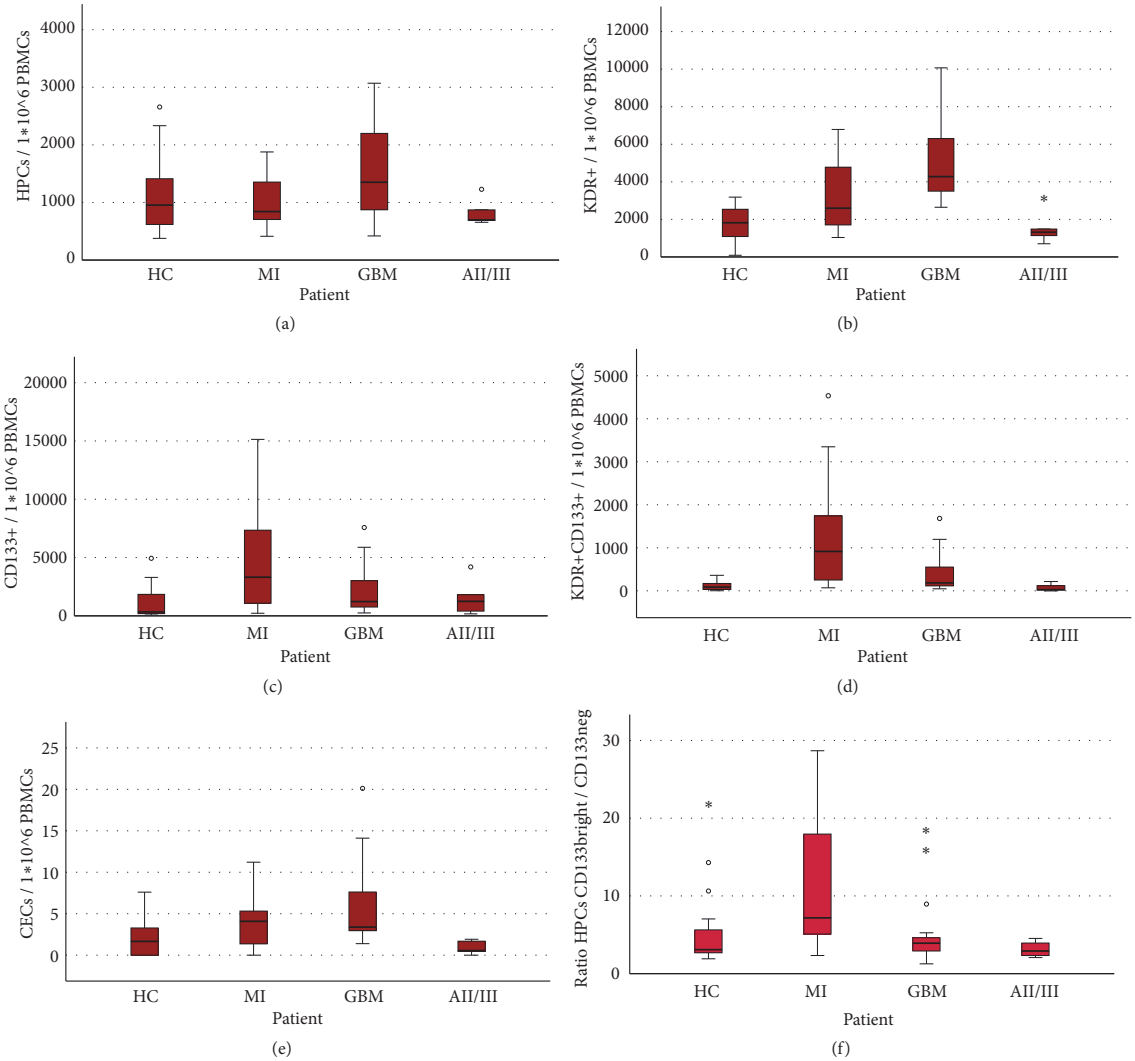 HPCs / 1*10^6 PBMCs
4000
3000
2000
1000
0
HC MI GBM AII/III
Patient
(a)
KDR+ / 1*10^6 PBMCs
12000
10000
8000
6000
4000
2000
0
*
HC MI GBM AII/III
Patient
(b)
CD133+ / 1*10^6 PBMCs
20000
15000
10000
5000
0
HC MI GBM AII/III
Patient
(c)
KDR+CD133+ / 1*10^6 PBMCs
5000
4000
3000
2000
1000
0
HC MI GBM AII/III
Patient
(d)
CECs / 1*10^6 PBMCs
25
20
15
10
5
0
HC MI GBM AII/III
Patient
(e)
Ratio HPCs CD133bright / CD133neg
30
20
10
0
*
*
*
HC MI GBM AII/III
Patient
(f)